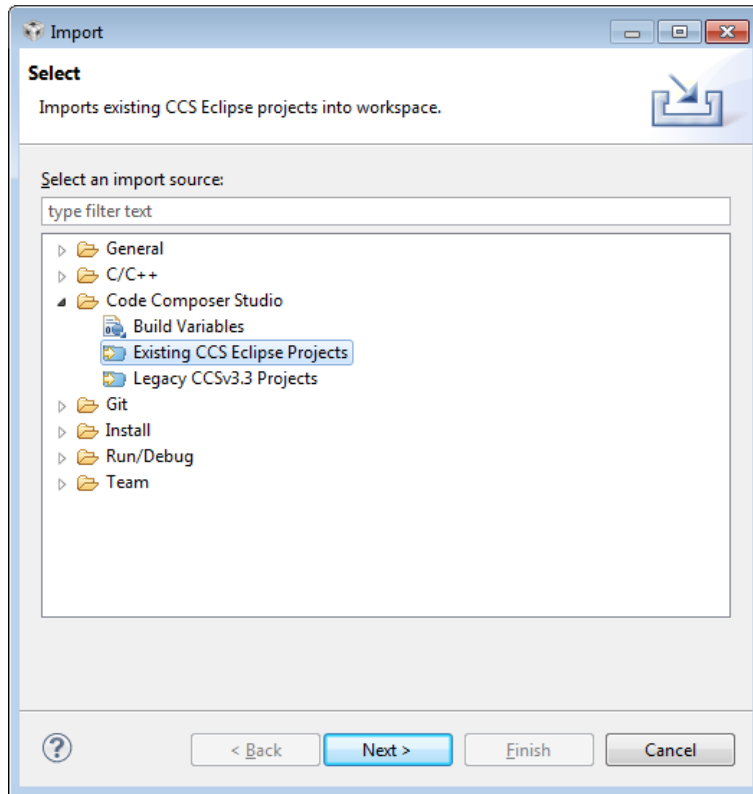 Import
Select
Imports existing CCS Eclipse projects into workspace.
Select an import source:
type filter text
General
C/C++
Code Composer Studio
Build Variables
Existing CCS Eclipse Projects
Legacy CCSv3.3 Projects
Git
Install
Run/Debug
Team
? < Back Next > Finish Cancel